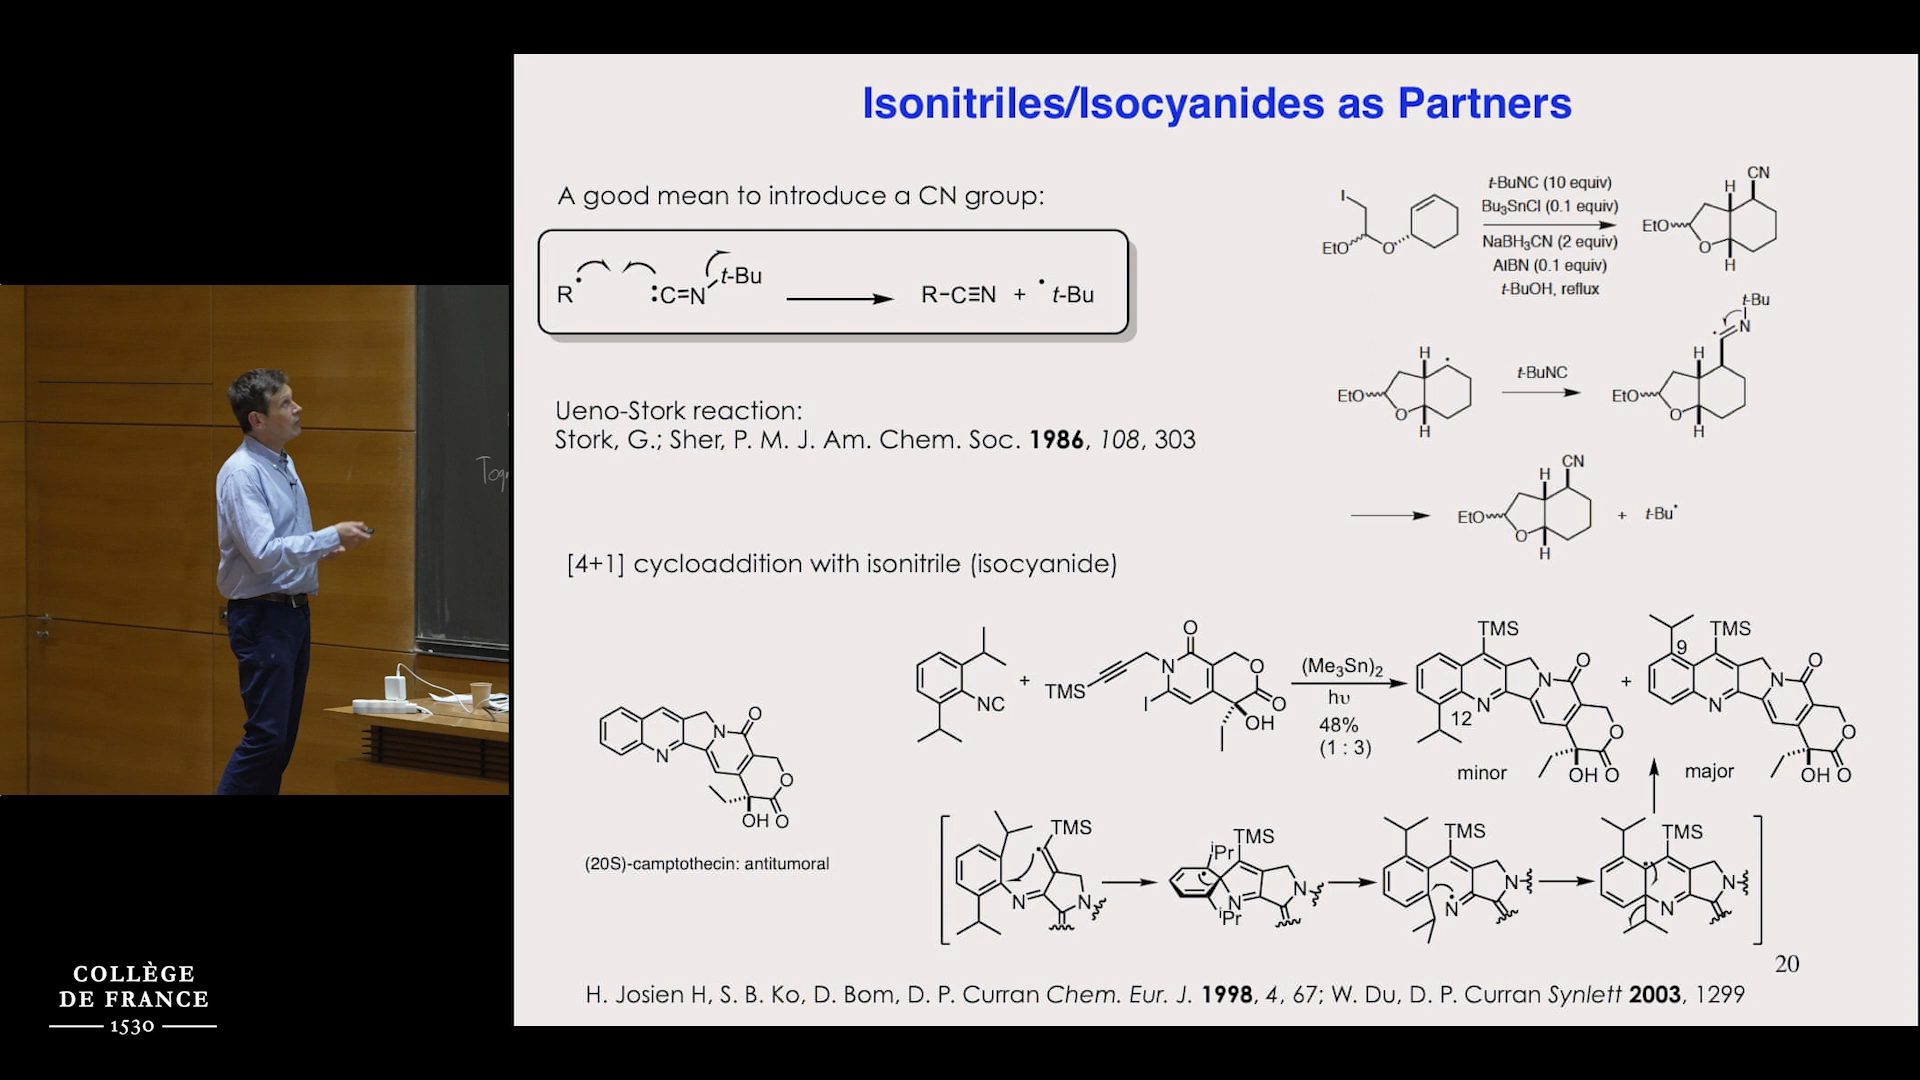 Isonitriles/Isocyanides as Partners
A good mean to introduce a CN group:
R• :C=N t-Bu → R-C≡N + •t-Bu
t-BuNC (10 equiv)
Bu₃SnCl (0.1 equiv)
NaBH₃CN (2 equiv)
AIBN (0.1 equiv)
t-BuOH, reflux
I
EtO
O
CN
H
EtO
O
H
Ueno-Stork reaction:
Stork, G.; Sher, P. M. J. Am. Chem. Soc. 1986, 108, 303
H
EtO
O
H
t-BuNC
t-Bu
N
H
EtO
O
H
CN
H
EtO
O
H
+ t-Bu•
[4+1] cycloaddition with isonitrile (isocyanide)
N
N
O
O
OH O
(20S)-camptothecin: antitumoral
NC
+
TMS
N
O
I
O
O
OH
(Me₃Sn)₂
hυ
48%
(1 : 3)
TMS
N
O
N
12
O
OH O
minor
+
9
TMS
N
O
N
O
OH O
major
TMS
N
N
iPr
TMS
N
N
iPr
TMS
N
N
TMS
N
N
20
H. Josien H, S. B. Ko, D. Bom, D. P. Curran Chem. Eur. J. 1998, 4, 67; W. Du, D. P. Curran Synlett 2003, 1299
COLLÈGE
DE FRANCE
1530